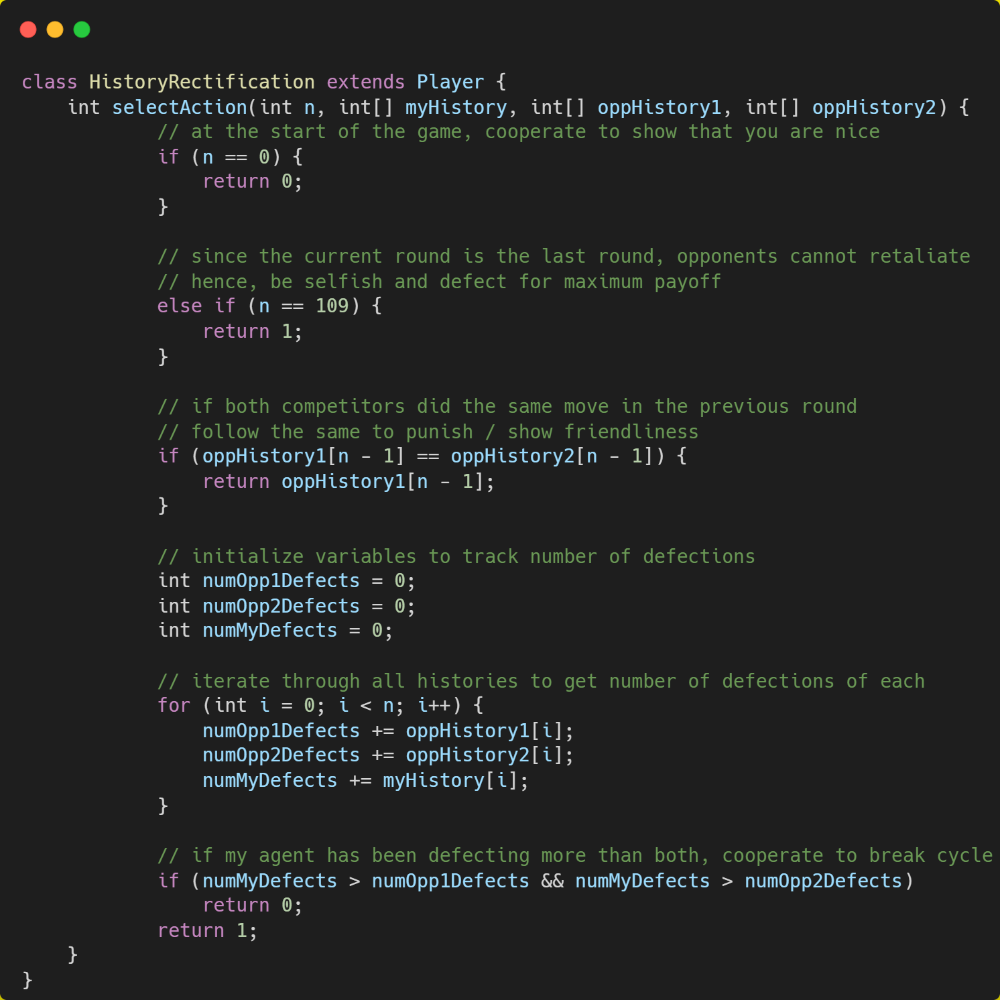 class HistoryRectification extends Player {
    int selectAction(int n, int[] myHistory, int[] oppHistory1, int[] oppHistory2) {
            // at the start of the game, cooperate to show that you are nice
            if (n == 0) {
                return 0;
            }

            // since the current round is the last round, opponents cannot retaliate
            // hence, be selfish and defect for maximum payoff
            else if (n == 109) {
                return 1;
            }

            // if both competitors did the same move in the previous round
            // follow the same to punish / show friendliness
            if (oppHistory1[n - 1] == oppHistory2[n - 1]) {
                return oppHistory1[n - 1];
            }

            // initialize variables to track number of defections
            int numOpp1Defects = 0;
            int numOpp2Defects = 0;
            int numMyDefects = 0;

            // iterate through all histories to get number of defections of each
            for (int i = 0; i < n; i++) {
                numOpp1Defects += oppHistory1[i];
                numOpp2Defects += oppHistory2[i];
                numMyDefects += myHistory[i];
            }

            // if my agent has been defecting more than both, cooperate to break cycle
            if (numMyDefects > numOpp1Defects && numMyDefects > numOpp2Defects)
                return 0;
            return 1;
    }
}